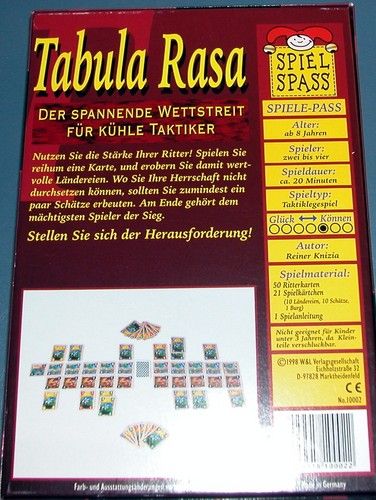 Tabula Rasa
DER SPANNENDE WETTSTREIT
FÜR KÜHLE TAKTIKER
Nutzen Sie die Stärke Ihrer Ritter! Spielen Sie
reihum eine Karte, und erobern Sie damit wert-
volle Ländereien. Wo Sie Ihre Herrschaft nicht
durchsetzen können, sollten Sie zumindest ein
paar Schätze erbeuten. Am Ende gehört dem
mächtigsten Spieler der Sieg.
Stellen Sie sich der Herausforderung!
SPIEL
SPASS
SPIELE-PASS
Alter:
ab 8 Jahren
Spieler:
zwei bis vier
Spieldauer:
ca. 20 Minuten
Spieltyp:
Taktiklegespiel
Glück ↔ Können
Autor:
Reiner Knizia
Spielmaterial:
50 Ritterkarten
21 Spielkärtchen
(10 Ländereien, 10 Schätze,
1 Burg)
1 Spielanleitung
Nicht geeignet für Kinder
unter 3 Jahren, da Klein-
teile verschluckbar.
©1998 W&L Verlagsgesellschaft
Eichholzstraße 32
D-97828 Marktheidenfeld
CE
No.10002
Farb- und Ausstattungsänderungen
in Germany